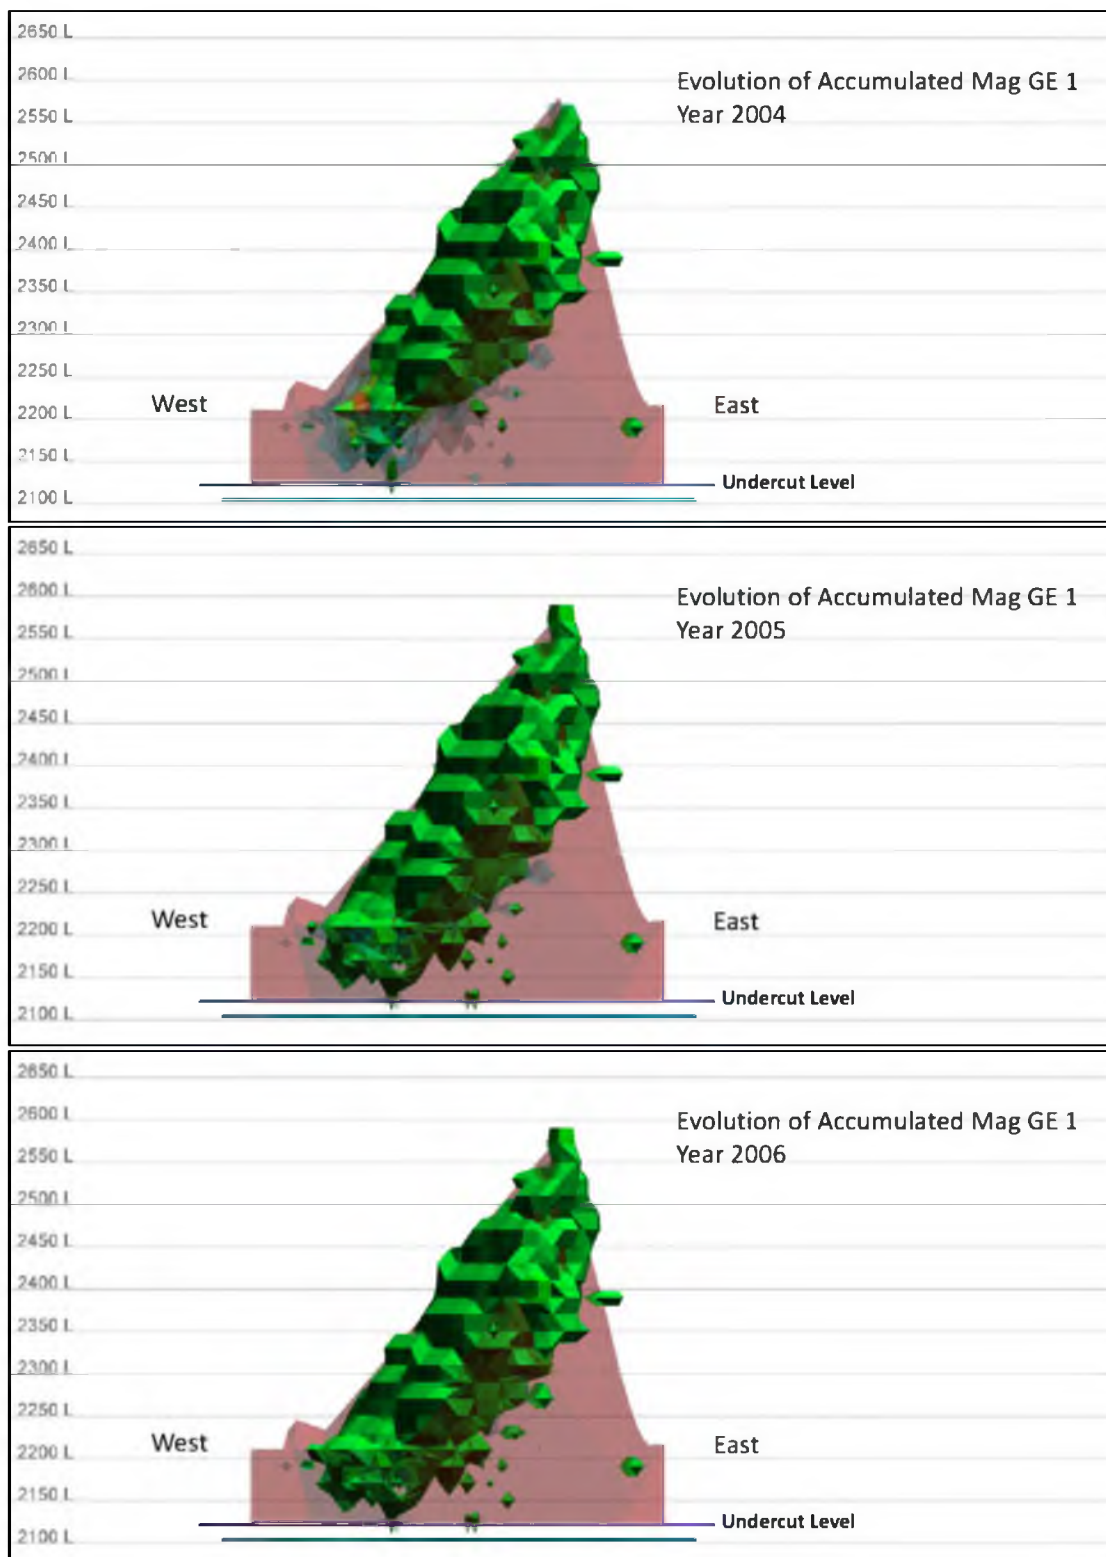 2650 L
2600 L
Evolution of Accumulated Mag GE 1
2550 L
Year 2004
2500 L
2450 L
2400 L
2350 L
2300 L
2250 L
West
East
2200 L
2150 L
Undercut Level
2100 L
2650 L
2600 L
Evolution of Accumulated Mag GE 1
2550 L
Year 2005
2500 L
2450 L
2400 L
2350 L
2300 L
2250 L
West
East
2200 L
2150 L
Undercut Level
2100 L
2650 L
2600 L
Evolution of Accumulated Mag GE 1
2550 L
Year 2006
2500 L
2450 L
2400 L
2350 L
2300 L
2250 L
West
East
2200 L
2150 L
Undercut Level
2100 L